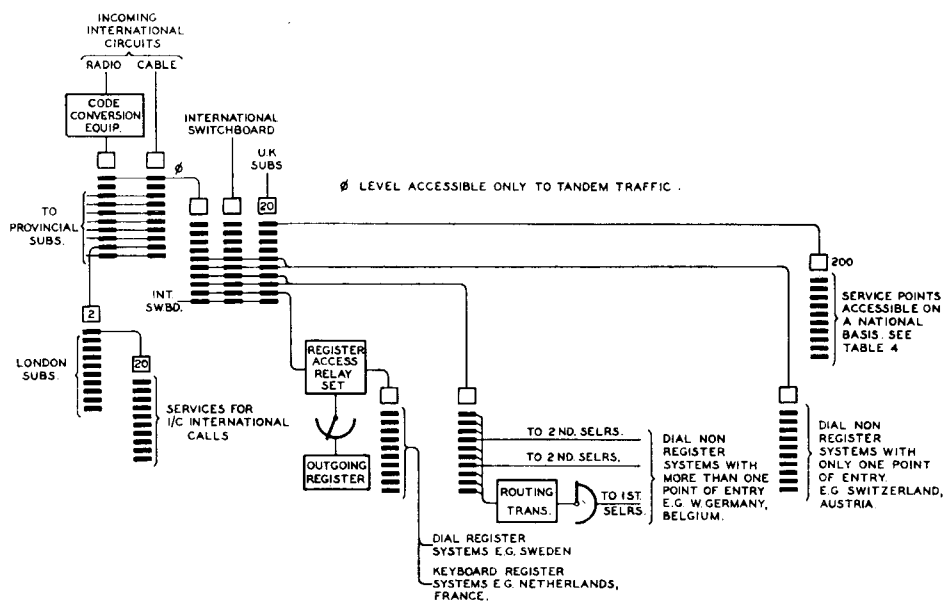 INCOMING
INTERNATIONAL
CIRCUITS
RADIO CABLE
CODE
CONVERSION
EQUIP.
INTERNATIONAL
SWITCHBOARD
U.K
SUBS
Ø
Ø LEVEL ACCESSIBLE ONLY TO TANDEM TRAFFIC.
20
TO
PROVINCIAL
SUBS.
200
INT.
SWBD.
SERVICE POINTS
ACCESSIBLE ON
A NATIONAL
BASIS. SEE
TABLE 4
2
LONDON
SUBS.
20
SERVICES FOR
I/C INTERNATIONAL
CALLS
REGISTER
ACCESS
RELAY
SET
OUTGOING
REGISTER
TO 2ND. SELRS.
TO 2ND. SELRS.
ROUTING
TRANS.
TO 1ST.
SELRS.
DIAL NON
REGISTER
SYSTEMS WITH
MORE THAN ONE
POINT OF ENTRY
E.G. W. GERMANY,
BELGIUM.
DIAL NON
REGISTER
SYSTEMS WITH
ONLY ONE POINT
OF ENTRY.
E.G SWITZERLAND,
AUSTRIA.
DIAL REGISTER
SYSTEMS E.G. SWEDEN
KEYBOARD REGISTER
SYSTEMS E.G. NETHERLANDS,
FRANCE.